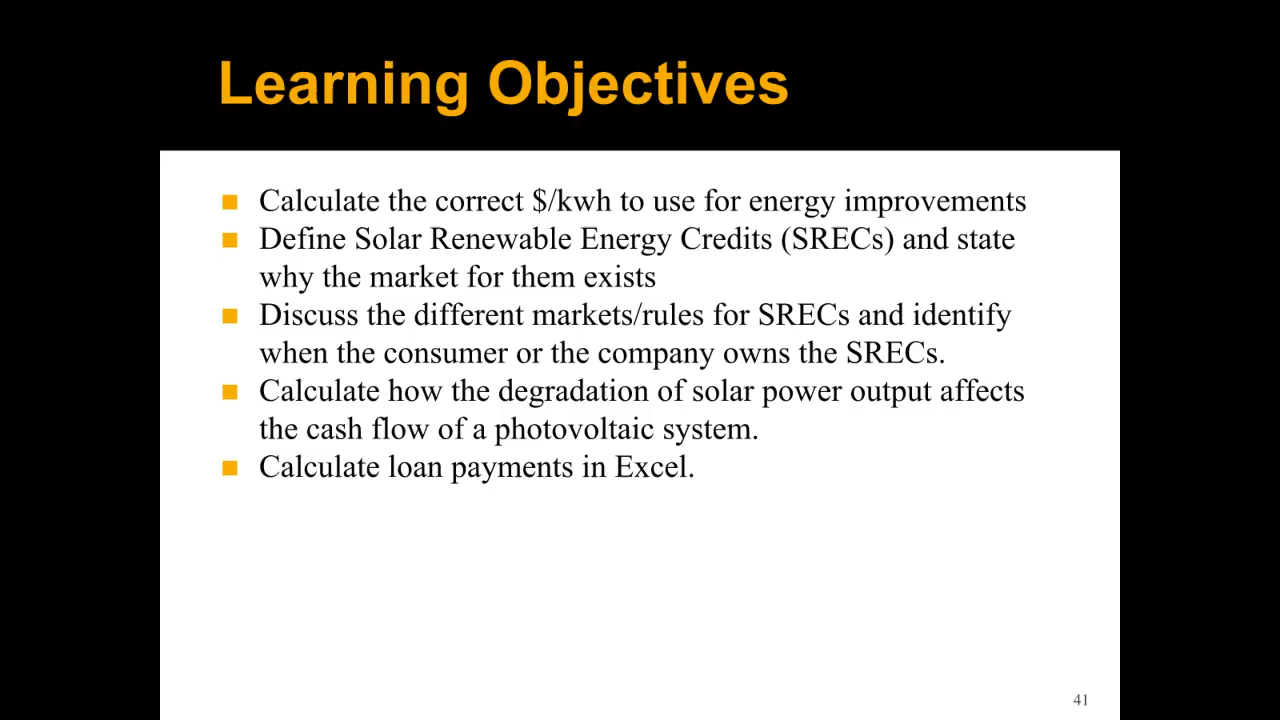 Learning Objectives
Calculate the correct $/kwh to use for energy improvements
Define Solar Renewable Energy Credits (SRECs) and state
why the market for them exists
Discuss the different markets/rules for SRECs and identify
when the consumer or the company owns the SRECs.
Calculate how the degradation of solar power output affects
the cash flow of a photovoltaic system.
Calculate loan payments in Excel.
41